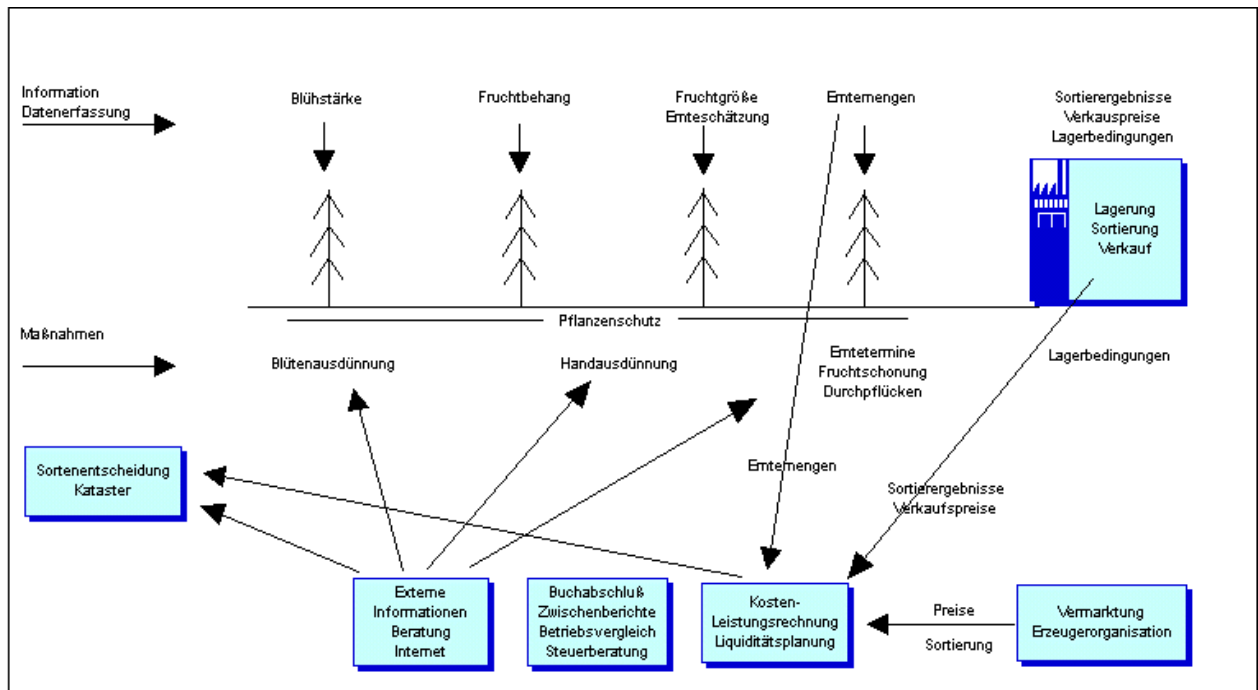 Information
Datenerfassung
Blühstärke
Fruchtbehang
Fruchtgröße
Ernteschätzung
Erntemengen
Sortierergebnisse
Verkauspreise
Lagerbedingungen
Lagerung
Sortierung
Verkauf
Pflanzenschutz
Maßnahmen
Blütenausdünnung
Handausdünnung
Erntetermine
Fruchtschonung
Durchpflücken
Lagerbedingungen
Sortenentscheidung
Kataster
Erntemengen
Sortierergebnisse
Verkaufspreise
Externe
Informationen
Beratung
Internet
Buchabschluß
Zwischenberichte
Betriebsvergleich
Steuerberatung
Kosten-
Leistungsrechnung
Liquiditätsplanung
Preise
Sortierung
Vermarktung
Erzeugerorganisation